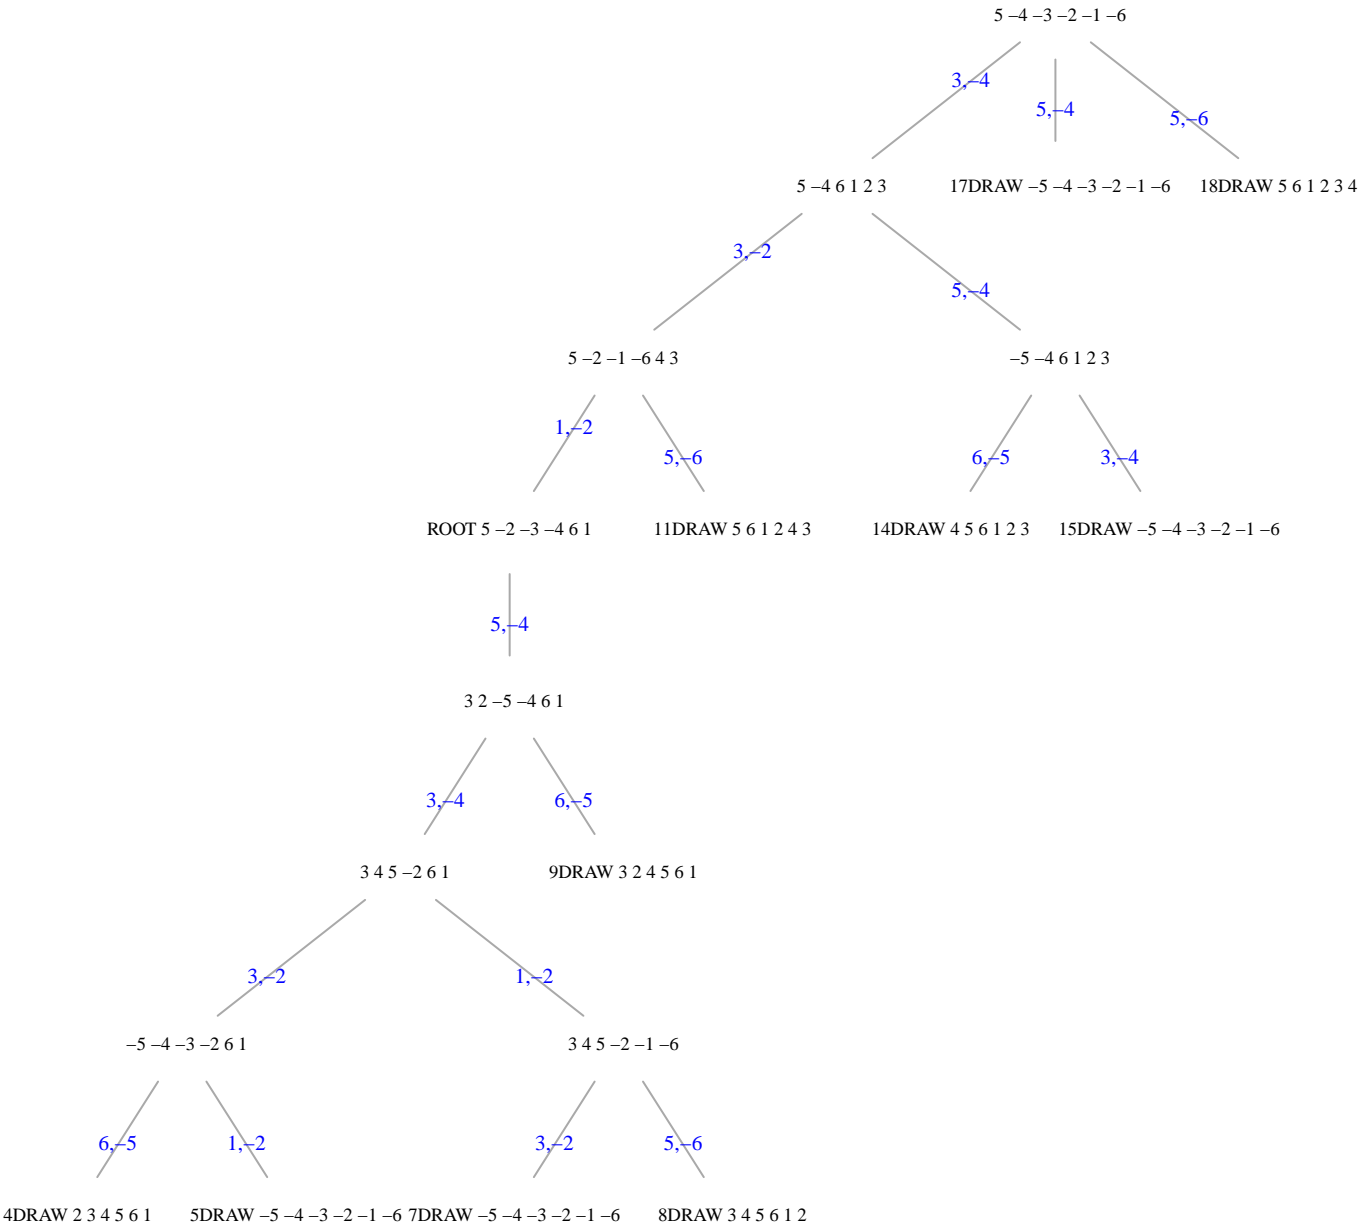 5 –4 –3 –2 –1 –6
3,–4
5,–4
5,–6
5 –4 6 1 2 3
17DRAW –5 –4 –3 –2 –1 –6
18DRAW 5 6 1 2 3 4
3,–2
5,–4
5 –2 –1 –6 4 3
–5 –4 6 1 2 3
1,–2
5,–6
6,–5
3,–4
ROOT 5 –2 –3 –4 6 1
11DRAW 5 6 1 2 4 3
14DRAW 4 5 6 1 2 3
15DRAW –5 –4 –3 –2 –1 –6
5,–4
3 2 –5 –4 6 1
3,–4
6,–5
3 4 5 –2 6 1
9DRAW 3 2 4 5 6 1
3,–2
1,–2
–5 –4 –3 –2 6 1
3 4 5 –2 –1 –6
6,–5
1,–2
3,–2
5,–6
4DRAW 2 3 4 5 6 1
5DRAW –5 –4 –3 –2 –1 –6
7DRAW –5 –4 –3 –2 –1 –6
8DRAW 3 4 5 6 1 2